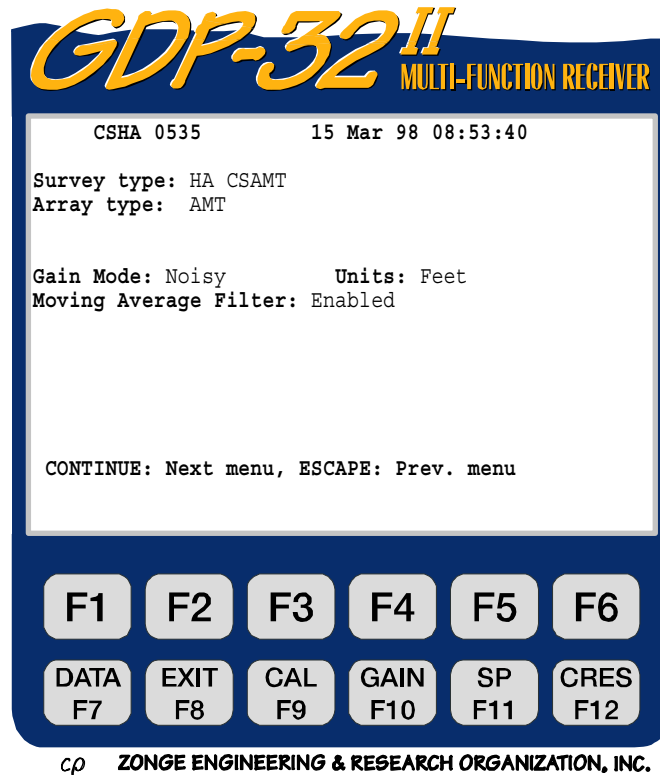 GDP-32 II
MULTI-FUNCTION RECEIVER
CSHA 0535 15 Mar 98 08:53:40
Survey type: HA CSAMT
Array type: AMT
Gain Mode: Noisy Units: Feet
Moving Average Filter: Enabled
CONTINUE: Next menu, ESCAPE: Prev. menu
F1 F2 F3 F4 F5 F6
DATA EXIT CAL GAIN SP CRES
F7 F8 F9 F10 F11 F12
cρ ZONGE ENGINEERING & RESEARCH ORGANIZATION, INC.